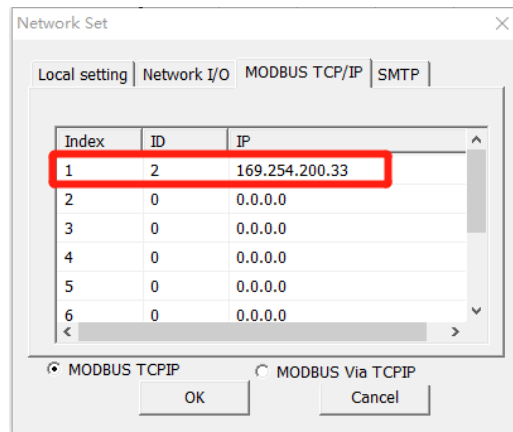 Network Set
Local setting Network I/O MODBUS TCP/IP SMTP
Index ID IP
1 2 169.254.200.33
2 0 0.0.0.0
3 0 0.0.0.0
4 0 0.0.0.0
5 0 0.0.0.0
6 0 0.0.0.0
MODBUS TCPIP MODBUS Via TCPIP
OK Cancel